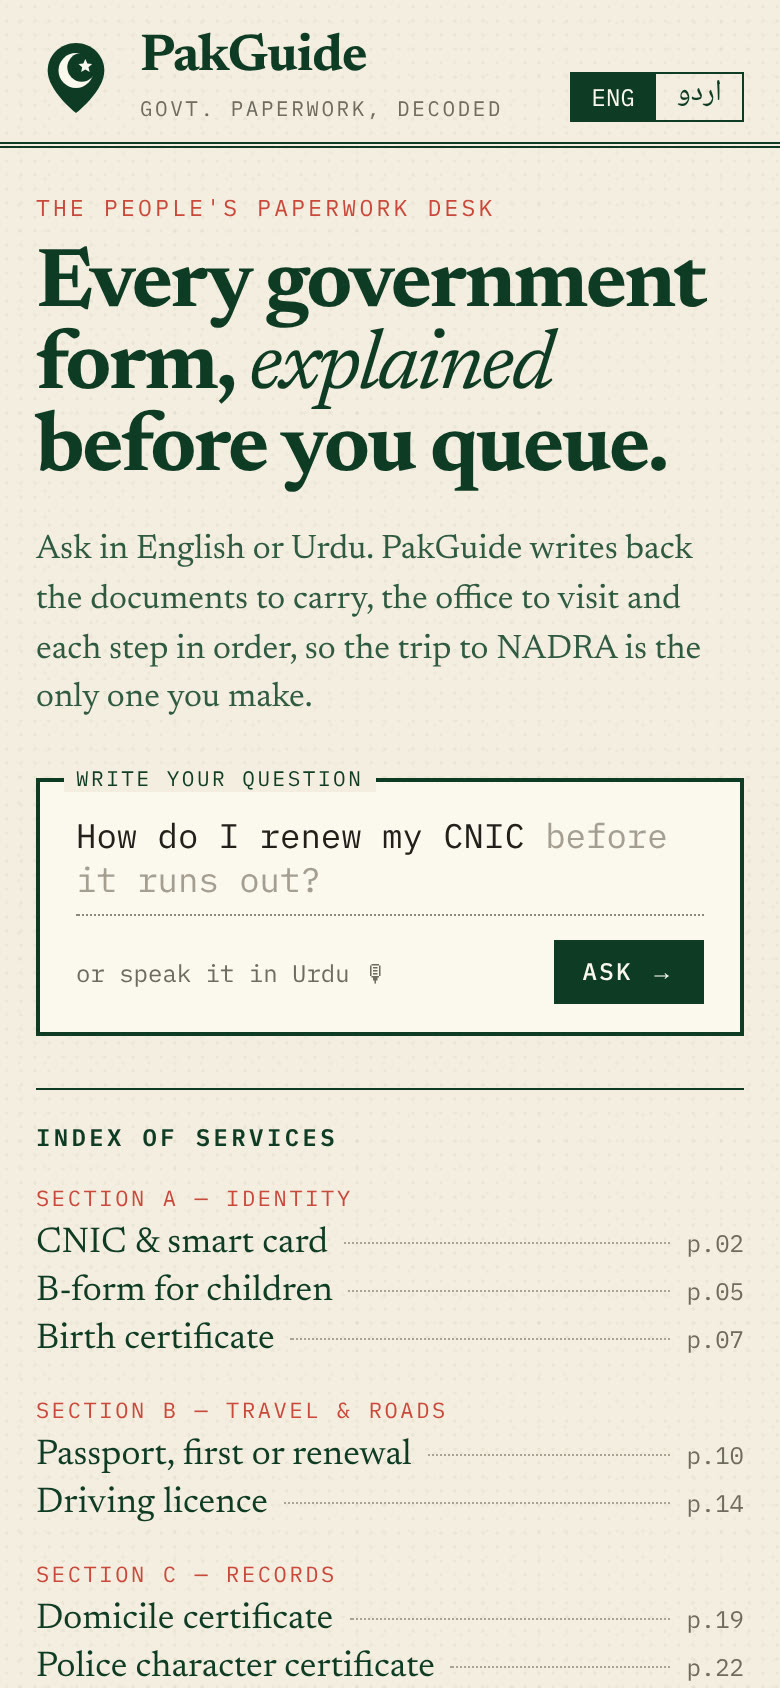 PakGuide
GOVT. PAPERWORK, DECODED
ENG
اردو
THE PEOPLE'S PAPERWORK DESK
Every government
form, explained
before you queue.
Ask in English or Urdu. PakGuide writes back
the documents to carry, the office to visit and
each step in order, so the trip to NADRA is the
only one you make.
WRITE YOUR QUESTION
How do I renew my CNIC before
it runs out?
or speak it in Urdu 🎙
ASK →
INDEX OF SERVICES
SECTION A — IDENTITY
CNIC & smart card p.02
B-form for children p.05
Birth certificate p.07
SECTION B — TRAVEL & ROADS
Passport, first or renewal p.10
Driving licence p.14
SECTION C — RECORDS
Domicile certificate p.19
Police character certificate p.22